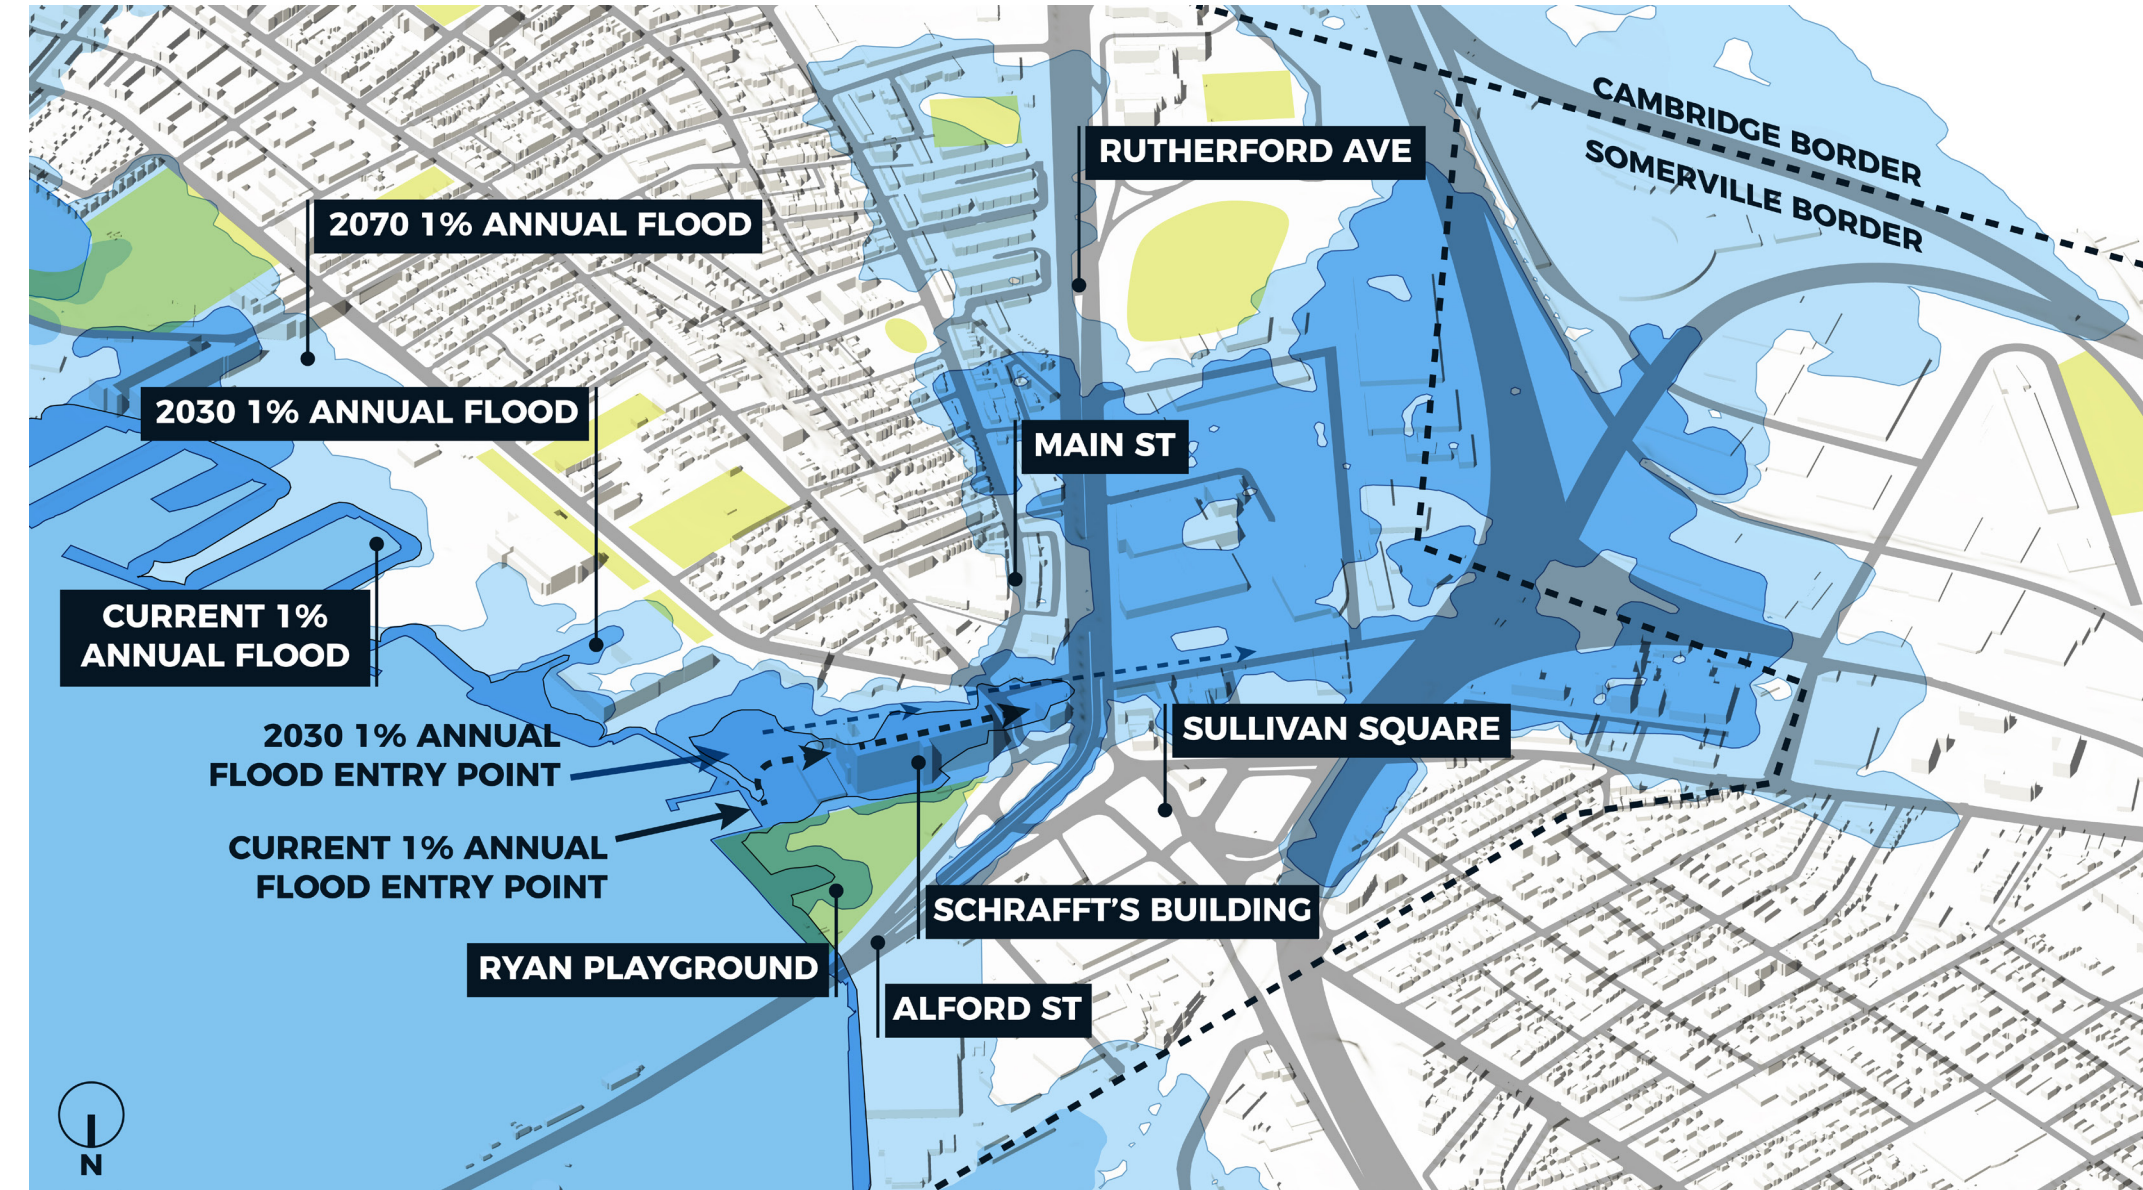 CAMBRIDGE BORDER
SOMERVILLE BORDER
RUTHERFORD AVE
2070 1% ANNUAL FLOOD
2030 1% ANNUAL FLOOD
MAIN ST
CURRENT 1%
ANNUAL FLOOD
2030 1% ANNUAL
FLOOD ENTRY POINT
SULLIVAN SQUARE
CURRENT 1% ANNUAL
FLOOD ENTRY POINT
SCHRAFFT'S BUILDING
RYAN PLAYGROUND
ALFORD ST
N